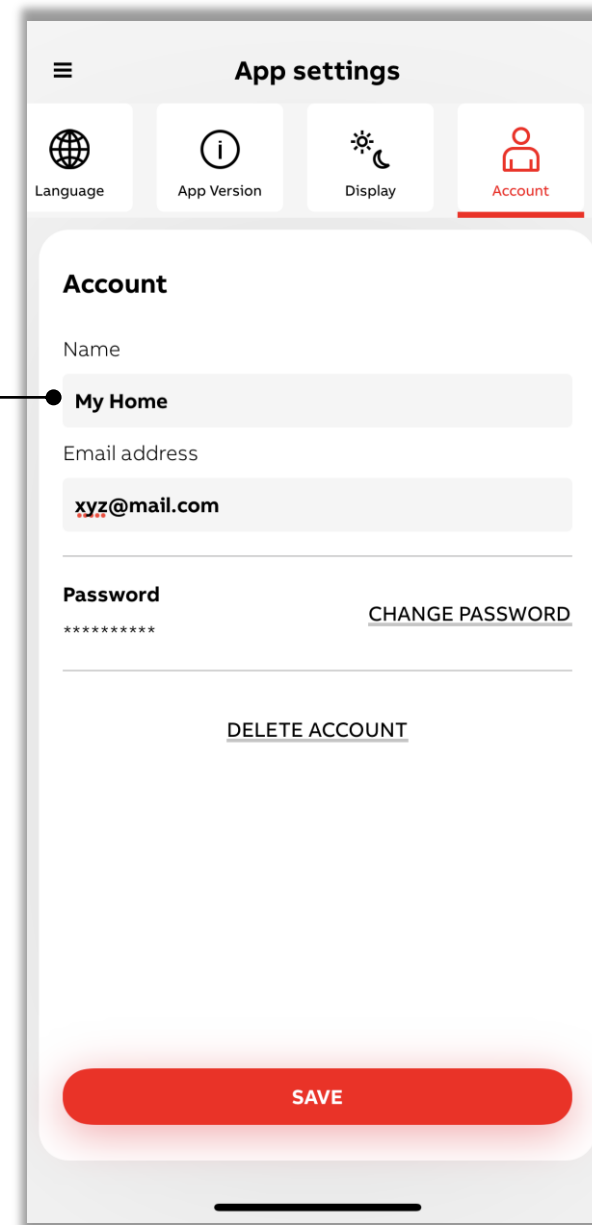 App settings
Language
App Version
Display
Account
Account
Name
My Home
Email address
xyz@mail.com
Password
**********
CHANGE PASSWORD
DELETE ACCOUNT
SAVE